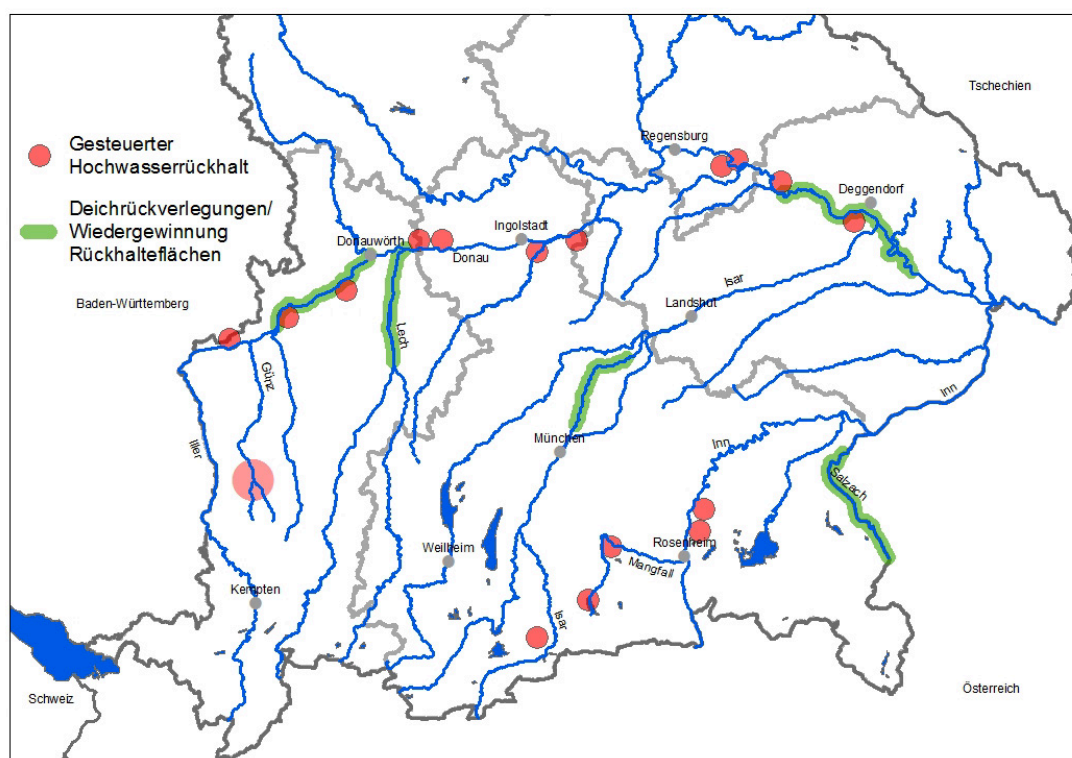 Gesteuerter
Hochwasserrückhalt
Deichrückverlegungen/
Wiedergewinnung
Rückhalteflächen
Tschechien
Regensburg
Deggendorf
Ingolstadt
Donauwörth
Donau
Baden-Württemberg
Isar
Landshut
Lech
Günz
Inn
Iller
München
Inn
Salzach
Weilheim
Rosenheim
Mangfall
Kempten
Isar
Schweiz
Österreich